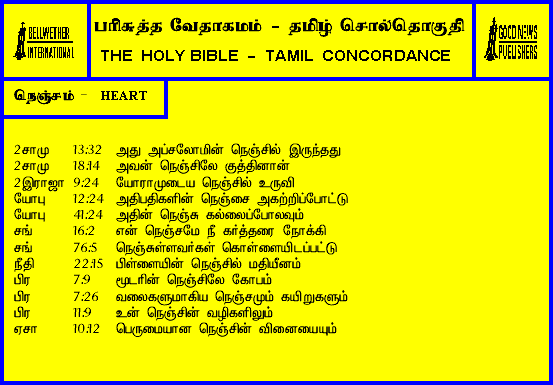 BELLWETHER
INTERNATIONAL
பரிசுத்த வேதாகமம் - தமிழ் சொல்தொகுதி
THE HOLY BIBLE - TAMIL CONCORDANCE
GOOD NEWS
PUBLISHERS
நெஞ்சம் - HEART
2சாமு 13:32 அது அப்சலோமின் நெஞ்சில் இருந்தது
2சாமு 18:14 அவன் நெஞ்சிலே குத்தினான்
2இராஜா 9:24 யோராமுடைய நெஞ்சில் உருவி
யோபு 12:24 அதிபதிகளின் நெஞ்சை அகற்றிப்போட்டு
யோபு 41:24 அதின் நெஞ்சு கல்லைப்போலவும்
சங் 16:2 என் நெஞ்சமே நீ கர்த்தரை நோக்கி
சங் 76:5 நெஞ்சுள்ளவர்கள் கொள்ளையிடப்பட்டு
நீதி 22:15 பிள்ளையின் நெஞ்சில் மதியீனம்
பிர 7:9 மூடரின் நெஞ்சிலே கோபம்
பிர 7:26 வலைகளுமாகிய நெஞ்சமும் கயிறுகளும்
பிர 11:9 உன் நெஞ்சின் வழிகளிலும்
ஏசா 10:12 பெருமையான நெஞ்சின் வினையையும்